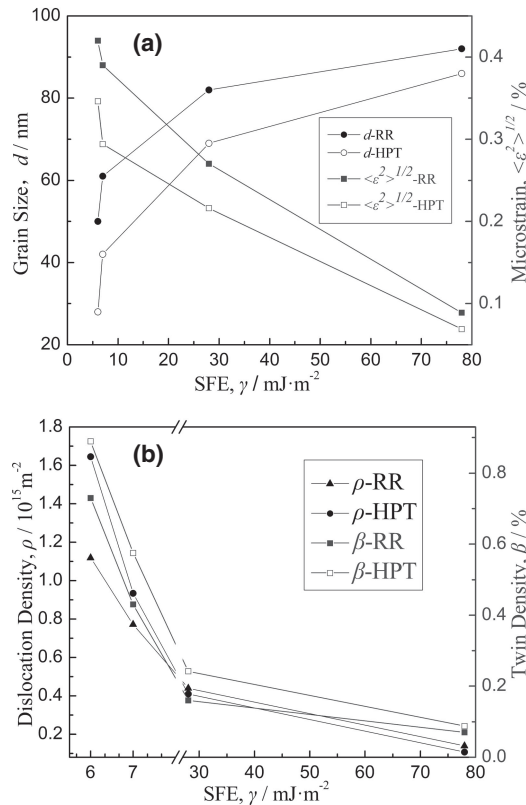 (a)
100
80
60
40
20
0.4
0.3
0.2
0.1
Grain Size, d / nm
Microstrain, <ε²>¹/² / %
d-RR
d-HPT
<ε²>¹/²-RR
<ε²>¹/²-HPT
0 10 20 30 40 50 60 70 80
SFE, γ / mJ·m⁻²
(b)
1.8
1.6
1.4
1.2
1.0
0.8
0.6
0.4
0.2
0.8
0.6
0.4
0.2
0.0
Dislocation Density, ρ / 10¹⁵m⁻²
Twin Density, β / %
ρ-RR
ρ-HPT
β-RR
β-HPT
6 7 30 40 50 60 70 80
SFE, γ / mJ·m⁻²